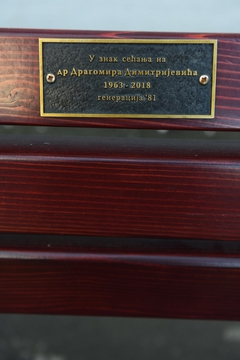 У знак сећања на
др Драгомира Димитријевића
1963 - 2018
генерација '81